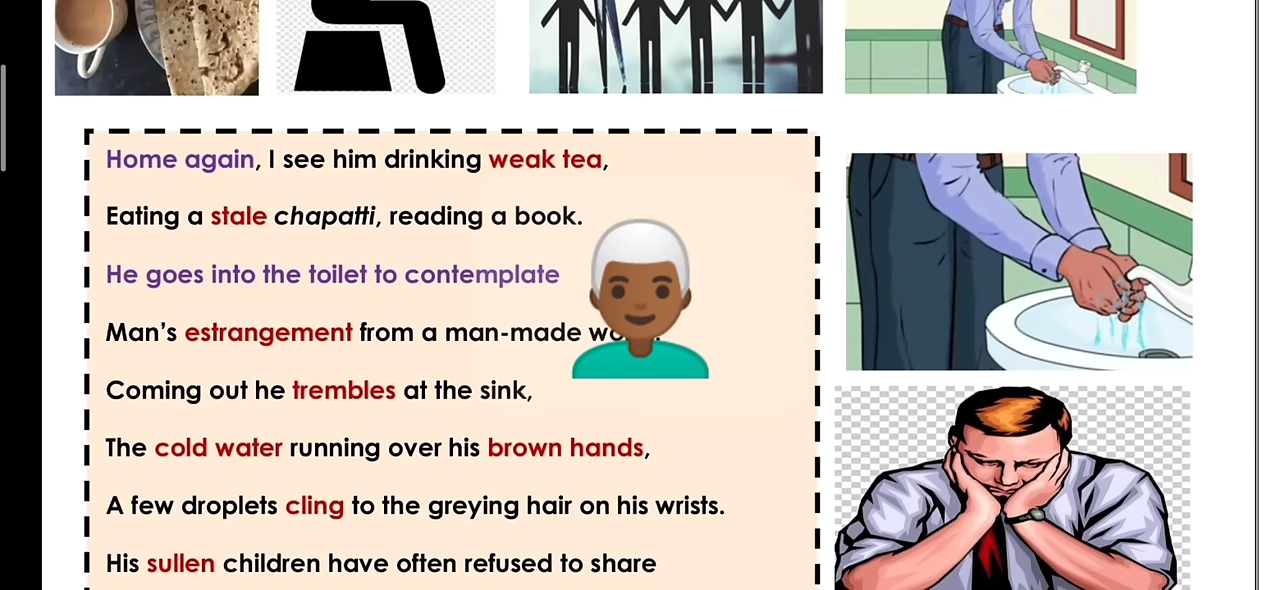 Home again, I see him drinking weak tea,
Eating a stale chapatti, reading a book.
He goes into the toilet to contemplate
Man's estrangement from a man-made
Coming out he trembles at the sink,
The cold water running over his brown hands,
A few droplets cling to the greying hair on his wrists.
His sullen children have often refused to share